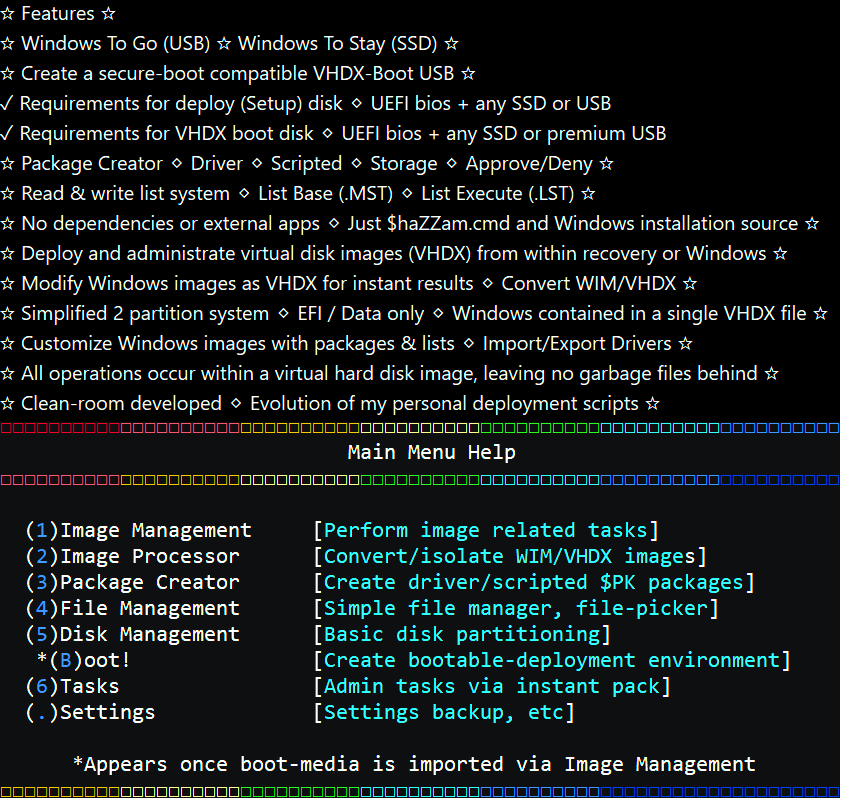 ☆ Features ☆
☆ Windows To Go (USB) ☆ Windows To Stay (SSD) ☆
☆ Create a secure-boot compatible VHDX-Boot USB ☆
✓ Requirements for deploy (Setup) disk ⋄ UEFI bios + any SSD or USB
✓ Requirements for VHDX boot disk ⋄ UEFI bios + any SSD or premium USB
☆ Package Creator ⋄ Driver ⋄ Scripted ⋄ Storage ⋄ Approve/Deny ☆
☆ Read & write list system ⋄ List Base (.MST) ⋄ List Execute (.LST) ☆
☆ No dependencies or external apps ⋄ Just $haZZam.cmd and Windows installation source ☆
☆ Deploy and administrate virtual disk images (VHDX) from within recovery or Windows ☆
☆ Modify Windows images as VHDX for instant results ⋄ Convert WIM/VHDX ☆
☆ Simplified 2 partition system ⋄ EFI / Data only ⋄ Windows contained in a single VHDX file ☆
☆ Customize Windows images with packages & lists ⋄ Import/Export Drivers ☆
☆ All operations occur within a virtual hard disk image, leaving no garbage files behind ☆
☆ Clean-room developed ⋄ Evolution of my personal deployment scripts ☆
Main Menu Help
(1)Image Management [Perform image related tasks]
(2)Image Processor [Convert/isolate WIM/VHDX images]
(3)Package Creator [Create driver/scripted $PK packages]
(4)File Management [Simple file manager, file-picker]
(5)Disk Management [Basic disk partitioning]
*(B)oot! [Create bootable-deployment environment]
(6)Tasks [Admin tasks via instant pack]
(.)Settings [Settings backup, etc]
*Appears once boot-media is imported via Image Management